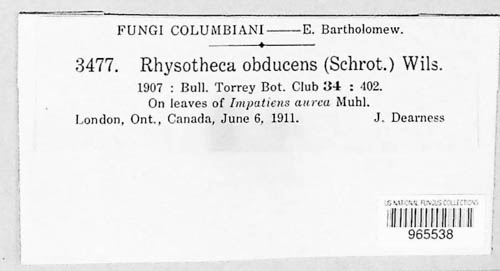 FUNGI COLUMBIANI—E. Bartholomew.
3477. Rhysotheca obducens (Schrot.) Wils.
1907 : Bull. Torrey Bot. Club 34 : 402.
On leaves of Impatiens aurea Muhl.
London, Ont., Canada, June 6, 1911. J. Dearness
US NATIONAL FUNGUS COLLECTIONS
965538